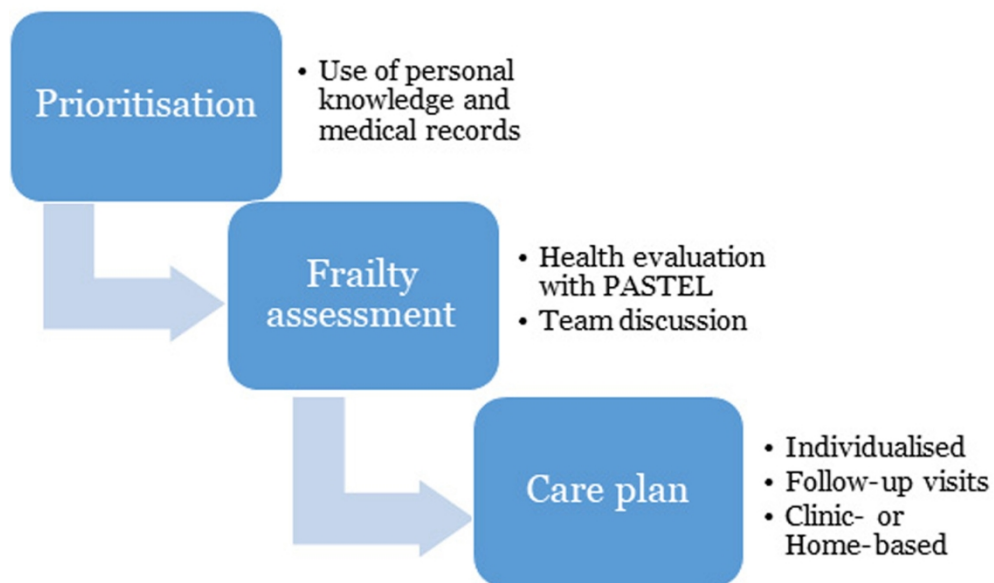 Prioritisation
• Use of personal
knowledge and
medical records
Frailty
assessment
• Health evaluation
with PASTEL
• Team discussion
Care plan
• Individualised
• Follow-up visits
• Clinic- or
Home-based